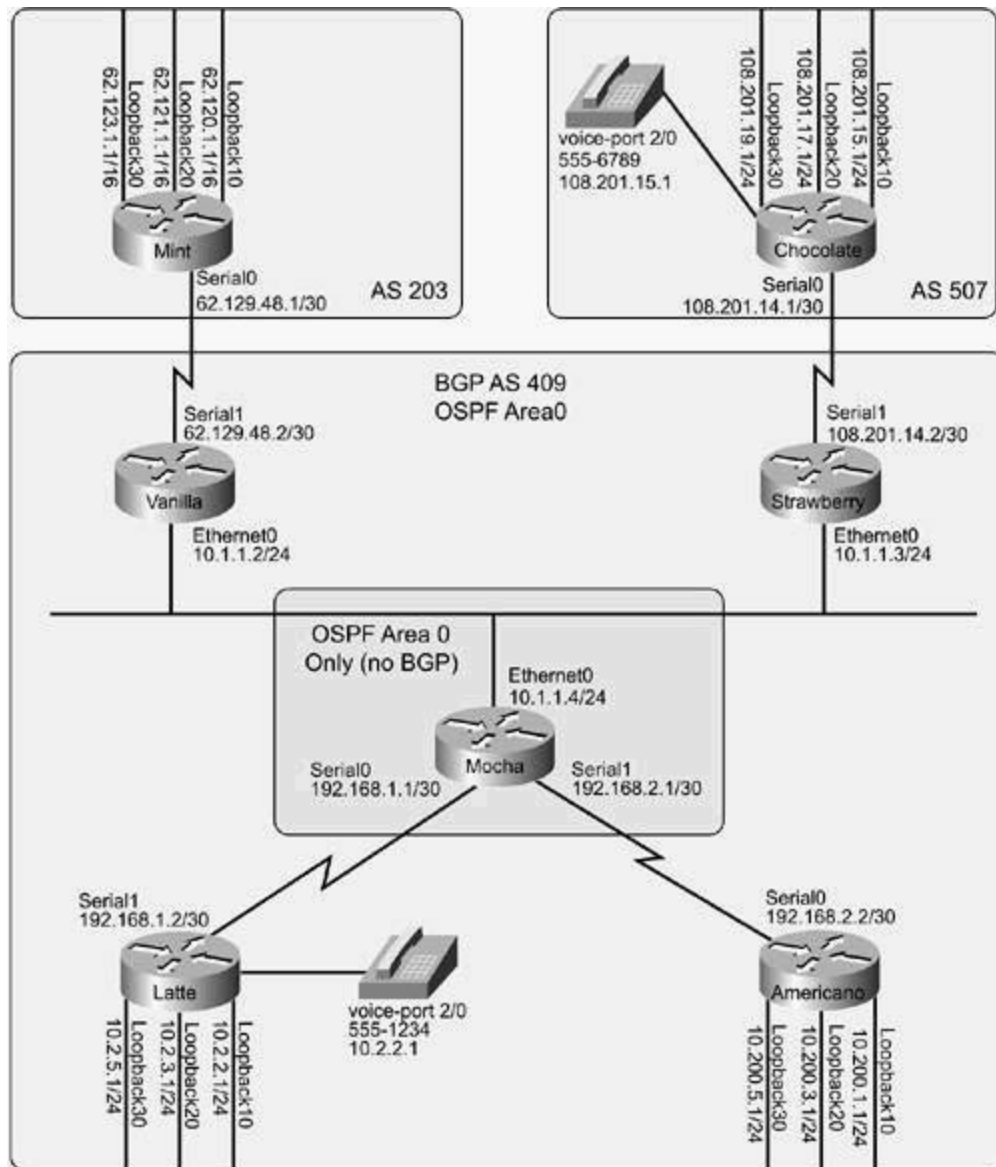 62.123.1.1/16
Loopback30
62.121.1.1/16
Loopback20
62.120.1.1/16
Loopback10
Mint
Serial0
62.129.48.1/30
AS 203
voice-port 2/0
555-6789
108.201.15.1
108.201.19.1/24
Loopback30
108.201.17.1/24
Loopback20
108.201.15.1/24
Loopback10
Chocolate
Serial0
108.201.14.1/30
AS 507
BGP AS 409
OSPF Area0
Serial1
62.129.48.2/30
Vanilla
Ethernet0
10.1.1.2/24
Serial1
108.201.14.2/30
Strawberry
Ethernet0
10.1.1.3/24
OSPF Area 0
Only (no BGP)
Ethernet0
10.1.1.4/24
Mocha
Serial0
192.168.1.1/30
Serial1
192.168.2.1/30
Serial1
192.168.1.2/30
Latte
voice-port 2/0
555-1234
10.2.2.1
10.2.5.1/24
Loopback30
10.2.3.1/24
Loopback20
10.2.2.1/24
Loopback10
Serial0
192.168.2.2/30
Americano
10.200.5.1/24
Loopback30
10.200.3.1/24
Loopback20
10.200.1.1/24
Loopback10